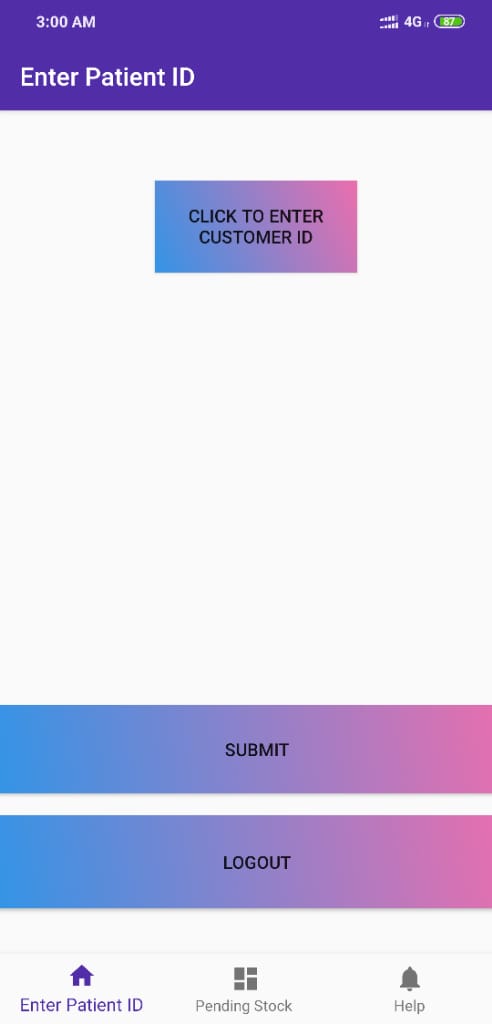 3:00 AM 4G 87
Enter Patient ID
CLICK TO ENTER
CUSTOMER ID
SUBMIT
LOGOUT
Enter Patient ID Pending Stock Help